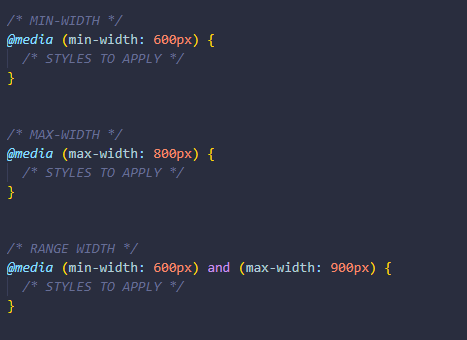 /* MIN-WIDTH */
@media (min-width: 600px) {
/* STYLES TO APPLY */
}
/* MAX-WIDTH */
@media (max-width: 800px) {
/* STYLES TO APPLY */
}
/* RANGE WIDTH */
@media (min-width: 600px) and (max-width: 900px) {
/* STYLES TO APPLY */
}